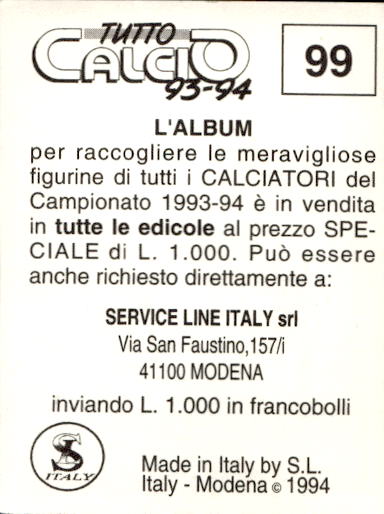 TUTTO
CALCIO
93-94
99
L'ALBUM
per raccogliere le meravigliose
figurine di tutti i CALCIATORI del
Campionato 1993-94 è in vendita
in tutte le edicole al prezzo SPE-
CIALE di L. 1.000. Può essere
anche richiesto direttamente a:
SERVICE LINE ITALY srl
Via San Faustino,157/i
41100 MODENA
inviando L. 1.000 in francobolli
SL
ITALY
Made in Italy by S.L.
Italy - Modena © 1994